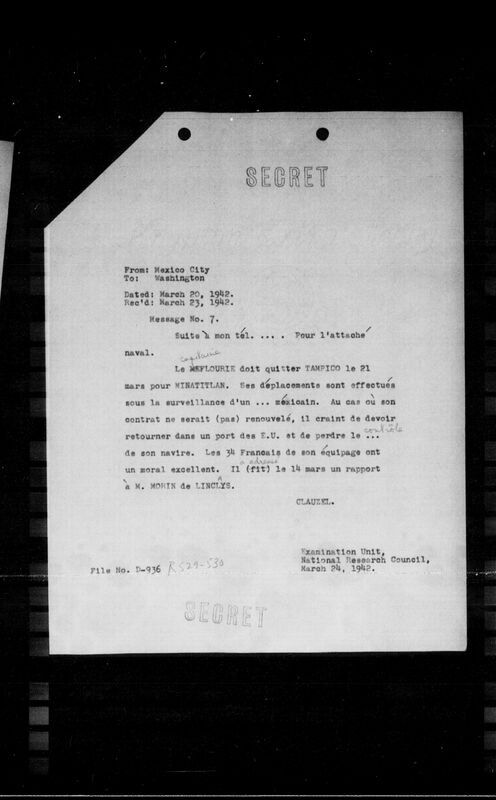 SECRET
From: Mexico City
To: Washington
Dated: March 20, 1942.
Rec'd: March 23, 1942.
Message No. 7.
Suite à mon tél. ... . Pour l'attaché
naval.
capitaine
Le MEFLOURIE doit quitter TAMPICO le 21
mars pour MINATITLAN. Ses déplacements sont effectués
sous la surveillance d'un ... méxicain. Au cas où son
contrat ne serait (pas) renouvelé, il craint de devoir
contrôle
retourner dans un port des E.U. et de perdre le ...
de son navire. Les 34 Francais de son équipage ont
a adressé
un moral excellent. Il (fit) le 14 mars un rapport
à M. MORIN de LINCLYS.
CLAUZEL.
Examination Unit,
National Research Council,
March 24, 1942.
File No. D-936 R529-530
SECRET